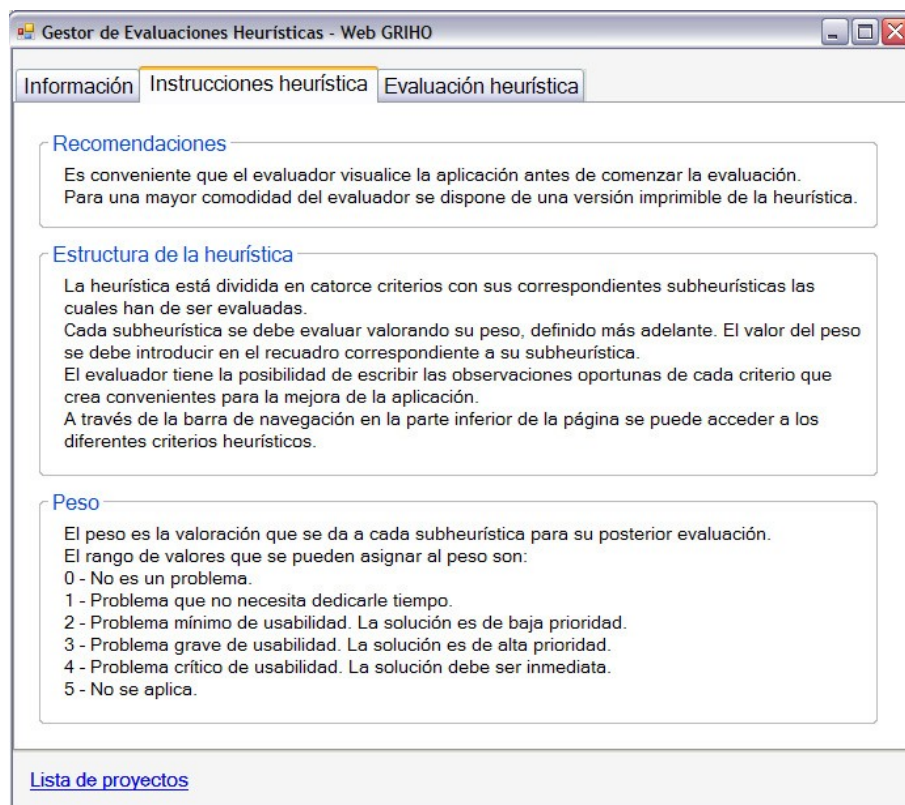 Gestor de Evaluaciones Heurísticas - Web GRIHO
Información Instrucciones heurística Evaluación heurística
Recomendaciones
Es conveniente que el evaluador visualice la aplicación antes de comenzar la evaluación.
Para una mayor comodidad del evaluador se dispone de una versión imprimible de la heurística.
Estructura de la heurística
La heurística está dividida en catorce criterios con sus correspondientes subheurísticas las
cuales han de ser evaluadas.
Cada subheurística se debe evaluar valorando su peso, definido más adelante. El valor del peso
se debe introducir en el recuadro correspondiente a su subheurística.
El evaluador tiene la posibilidad de escribir las observaciones oportunas de cada criterio que
crea convenientes para la mejora de la aplicación.
A través de la barra de navegación en la parte inferior de la página se puede acceder a los
diferentes criterios heurísticos.
Peso
El peso es la valoración que se da a cada subheurística para su posterior evaluación.
El rango de valores que se pueden asignar al peso son:
0 - No es un problema.
1 - Problema que no necesita dedicarle tiempo.
2 - Problema mínimo de usabilidad. La solución es de baja prioridad.
3 - Problema grave de usabilidad. La solución es de alta prioridad.
4 - Problema crítico de usabilidad. La solución debe ser inmediata.
5 - No se aplica.
Lista de proyectos